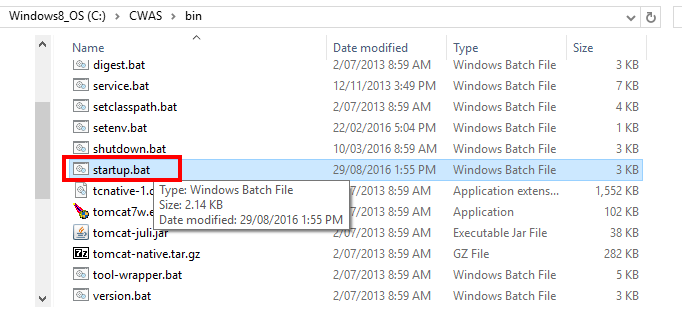 Windows8_OS (C:) > CWAS > bin
Name Date modified Type Size
digest.bat 2/07/2013 8:59 AM Windows Batch File 3 KB
service.bat 12/11/2013 3:49 PM Windows Batch File 7 KB
setclasspath.bat 2/07/2013 8:59 AM Windows Batch File 4 KB
setenv.bat 22/02/2016 5:04 PM Windows Batch File 1 KB
shutdown.bat 10/03/2016 8:59 AM Windows Batch File 3 KB
startup.bat 29/08/2016 1:55 PM Windows Batch File 3 KB
tcnative-1. 7/2013 8:59 AM Application extens... 1,552 KB
Type: Windows Batch File
tomcat7w.e 7/2013 8:59 AM Application 102 KB
Size: 2.14 KB
tomcat-juli.jar 7/2013 8:59 AM Executable Jar File 38 KB
Date modified: 29/08/2016 1:55 PM
tomcat-native.tar.gz 2/07/2013 8:59 AM GZ File 282 KB
tool-wrapper.bat 2/07/2013 8:59 AM Windows Batch File 5 KB
version.bat 2/07/2013 8:59 AM Windows Batch File 3 KB